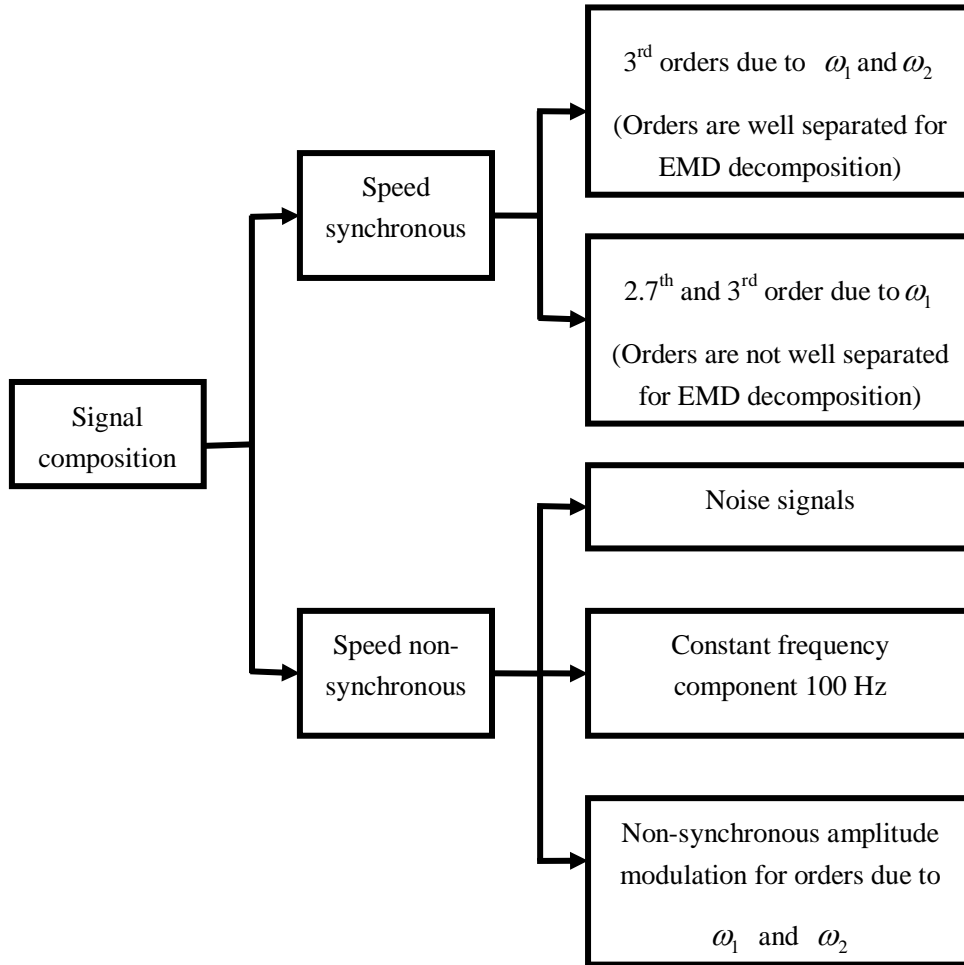 Signal
composition
Speed
synchronous
3rd orders due to ω1 and ω2
(Orders are well separated for
EMD decomposition)
2.7th and 3rd order due to ω1
(Orders are not well separated
for EMD decomposition)
Speed non-
synchronous
Noise signals
Constant frequency
component 100 Hz
Non-synchronous amplitude
modulation for orders due to
ω1 and ω2